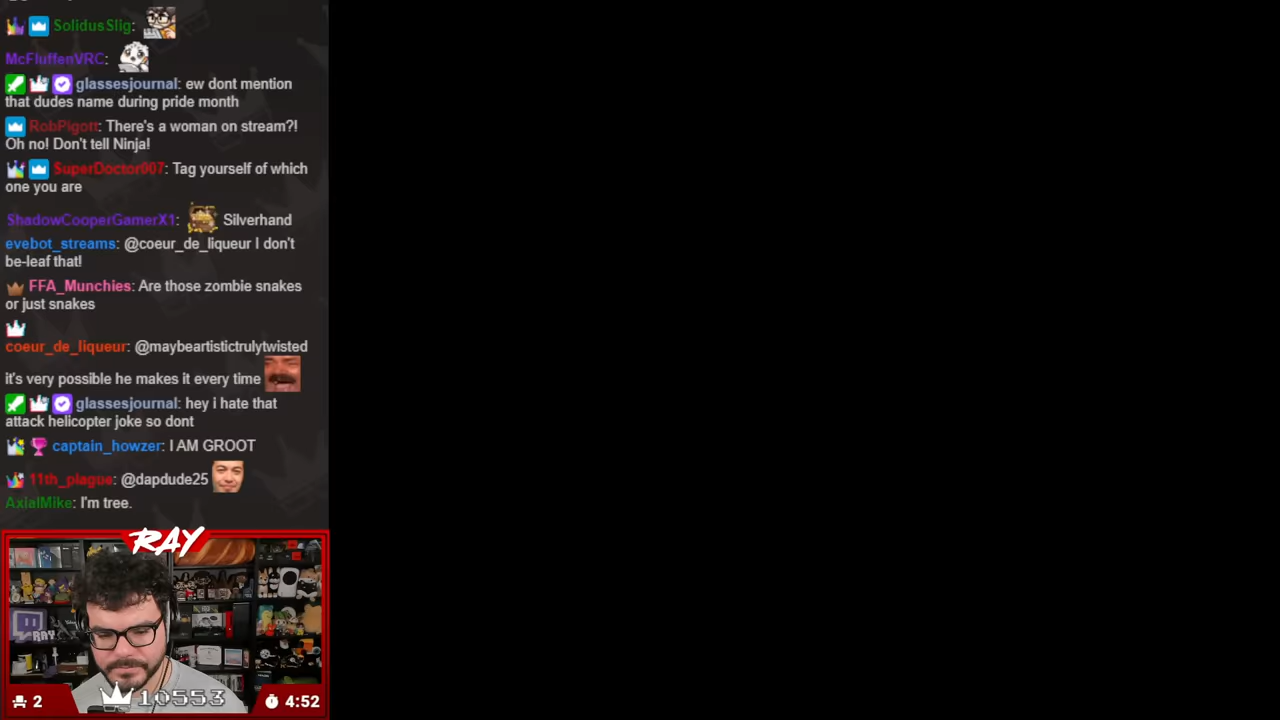 SolidusSlig:
McFluffenVRC:
glassesjournal: ew dont mention
that dudes name during pride month
RobPigott: There's a woman on stream?!
Oh no! Don't tell Ninja!
SuperDoctor007: Tag yourself of which
one you are
ShadowCooperGamerX1: Silverhand
evebot_streams: @coeur_de_liqueur I don't
be-leaf that!
FFA_Munchies: Are those zombie snakes
or just snakes
coeur_de_liqueur: @maybeartistictrulytwisted
it's very possible he makes it every time
glassesjournal: hey i hate that
attack helicopter joke so dont
captain_howzer: I AM GROOT
11th_plague: @dapdude25
AxialMike: I'm tree.
RAY
RAY
2
10553
4:52